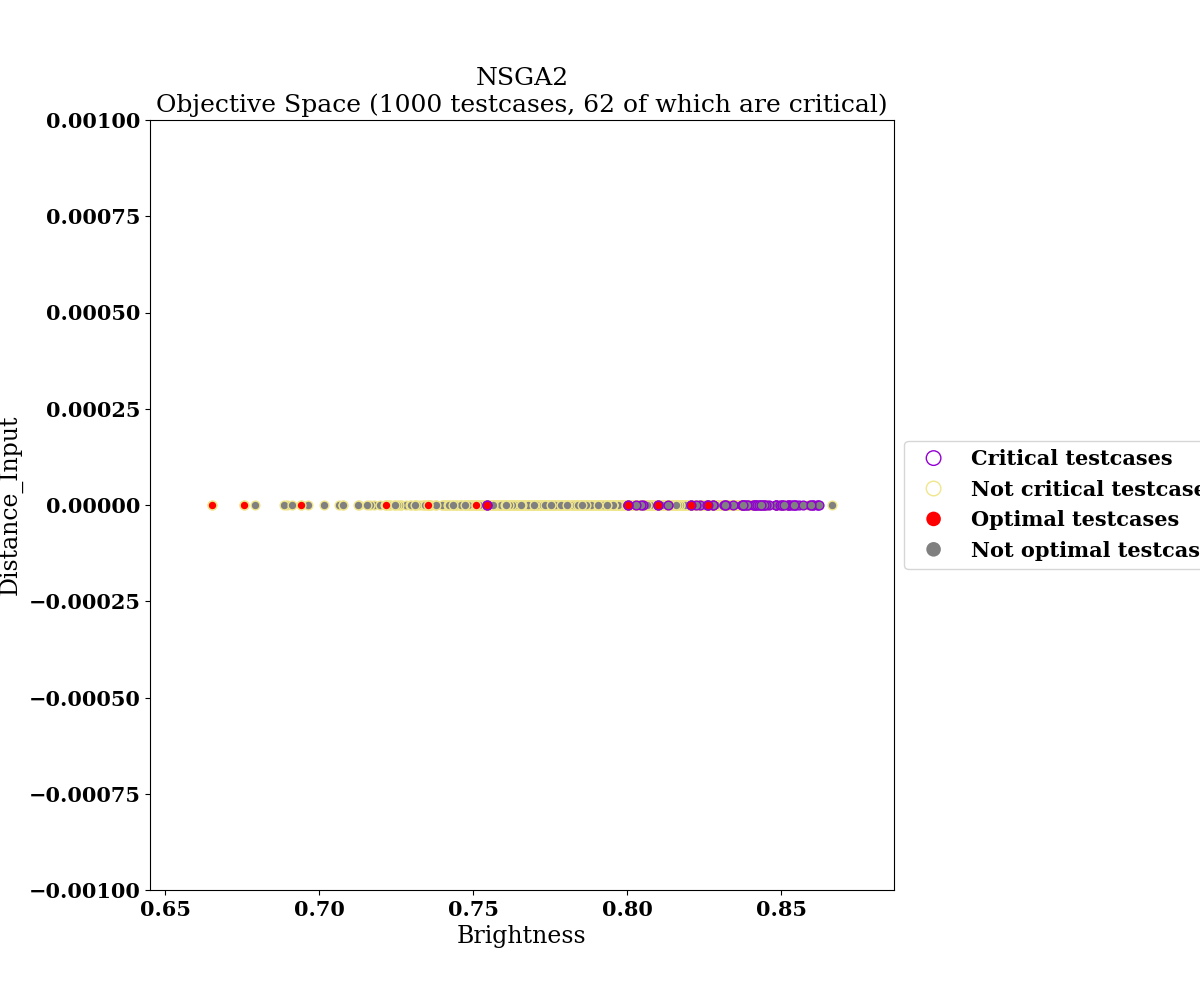 NSGA2
Objective Space (1000 testcases, 62 of which are critical)
0.00100
0.00075
0.00050
0.00025
0.00000
−0.00025
−0.00050
−0.00075
−0.00100
Distance_Input
0.65 0.70 0.75 0.80 0.85
Brightness
Critical testcases
Not critical testcase
Optimal testcases
Not optimal testcas